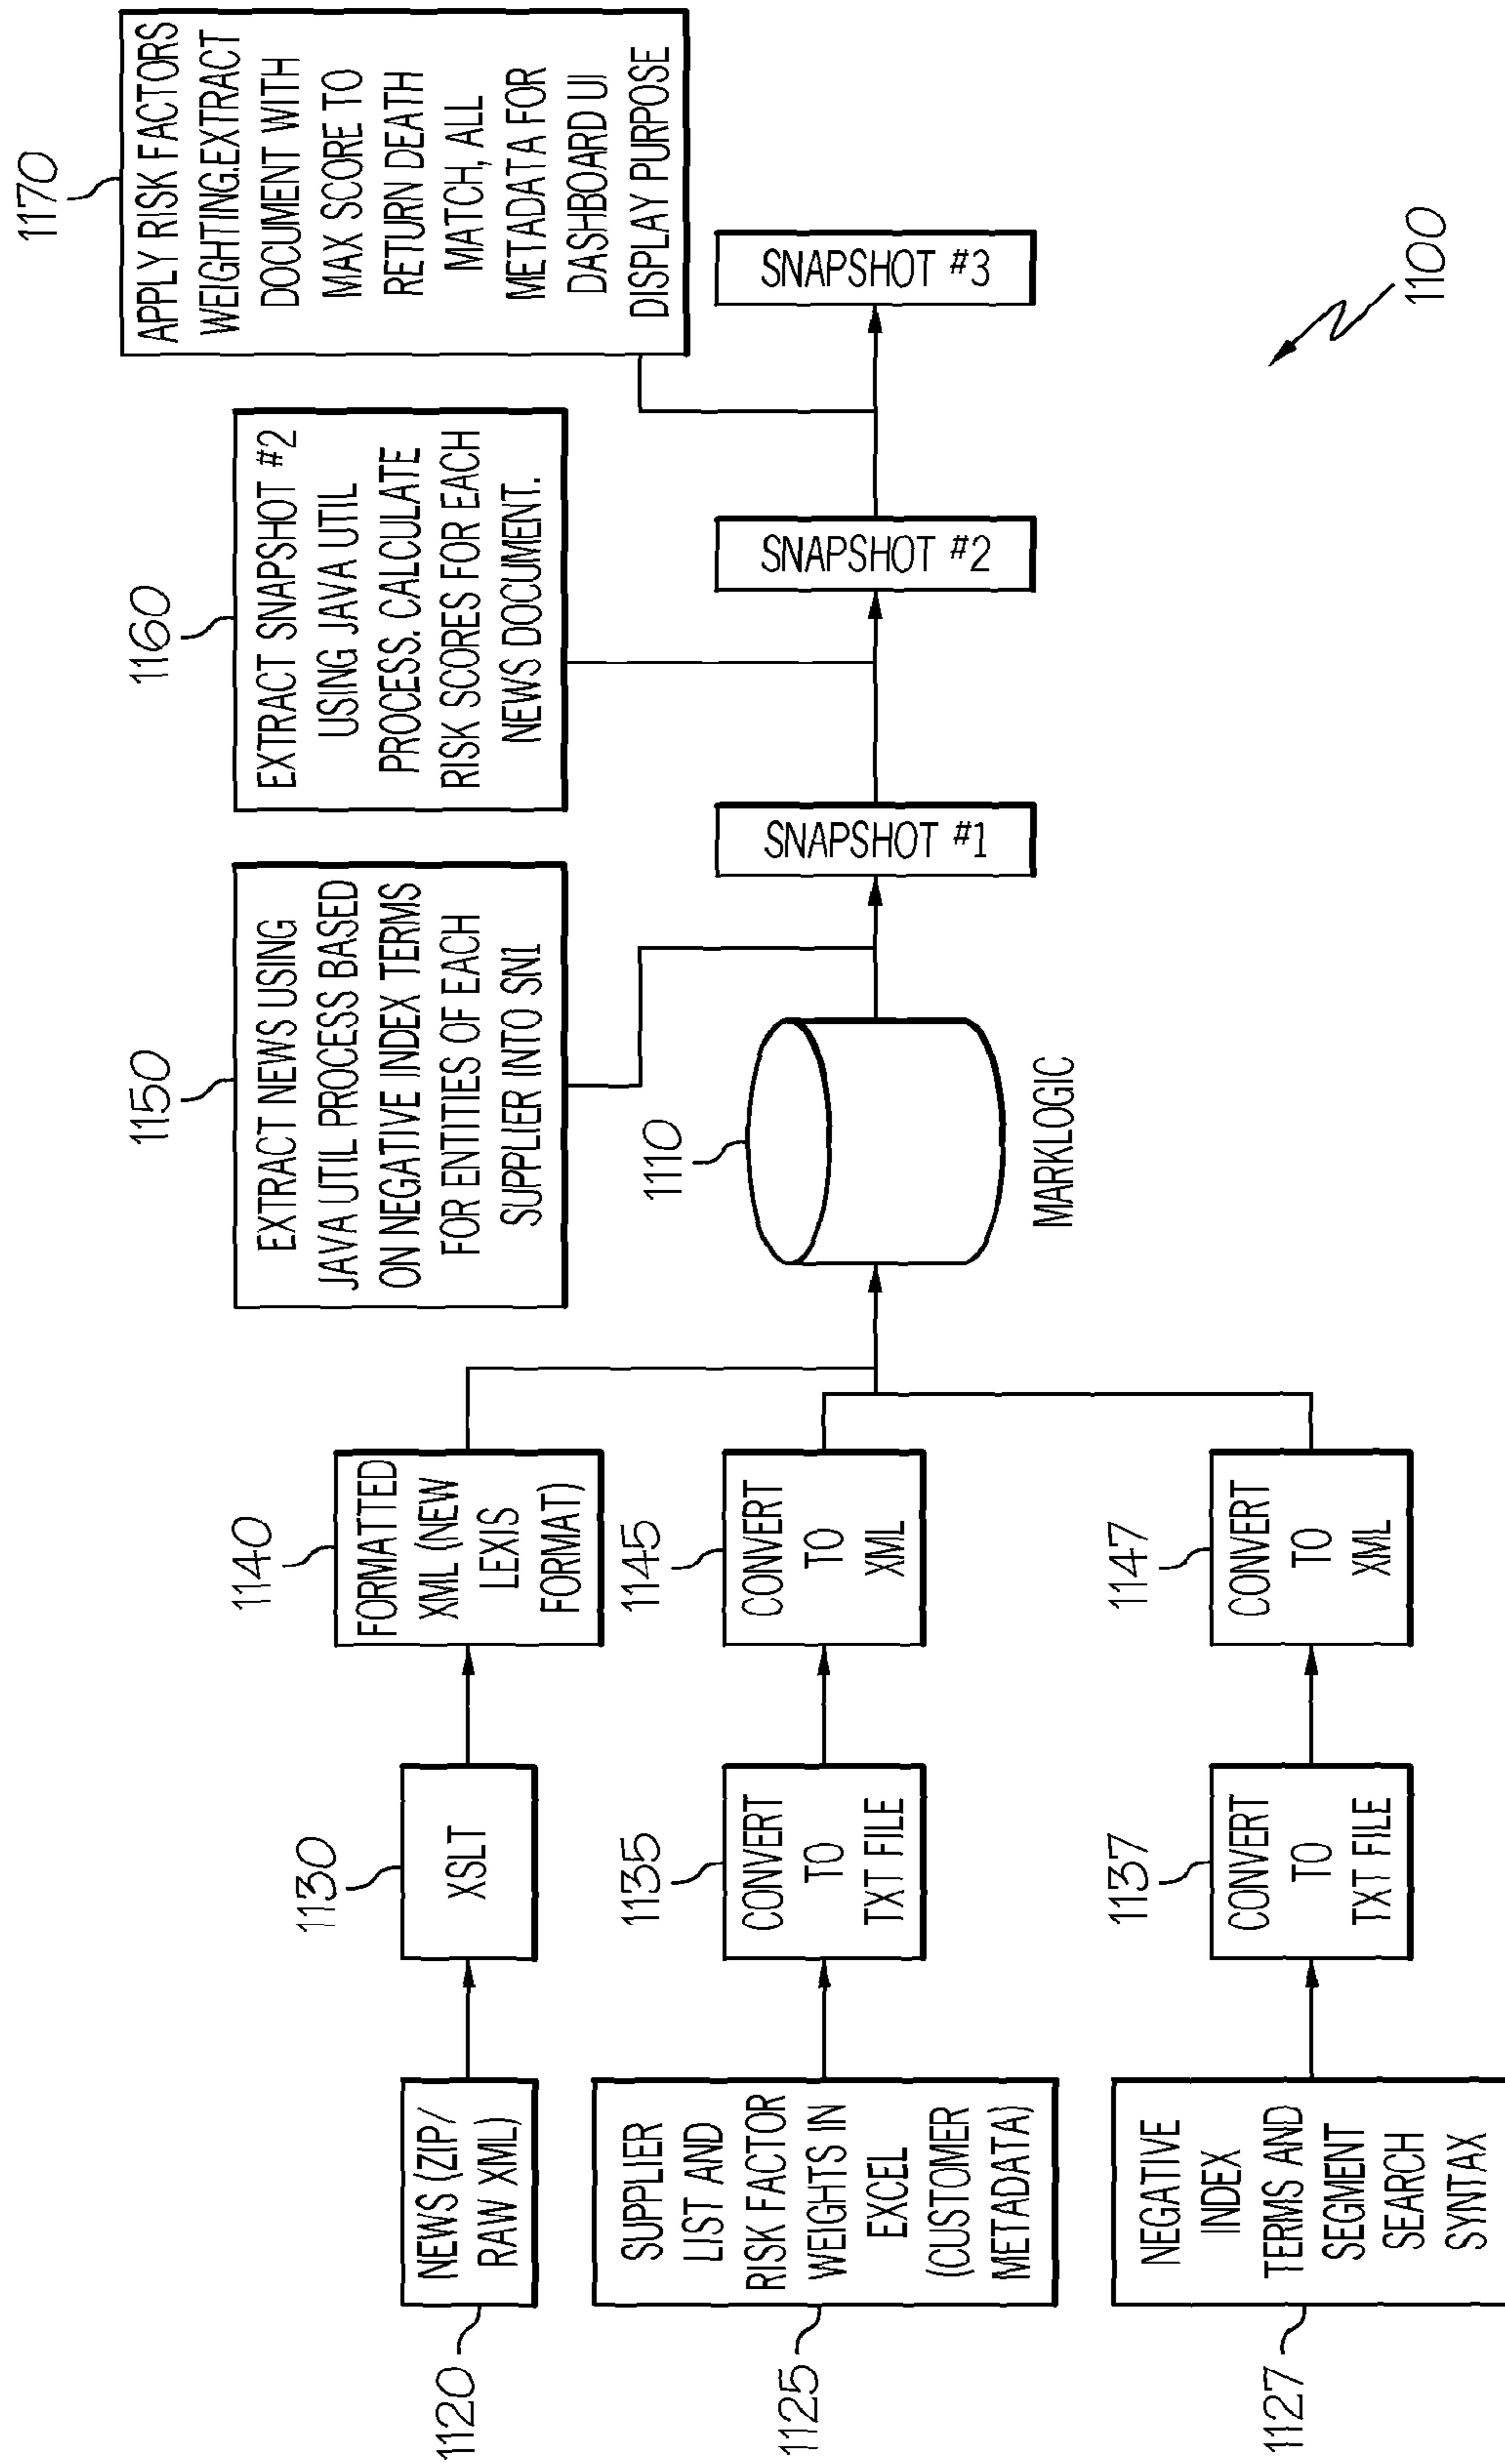 1120
NEWS (ZIP/
RAW XML)
1130
XSLT
1140
FORMATTED
XML (NEW
LEXIS
FORMAT)
1125
SUPPLIER
LIST AND
RISK FACTOR
WEIGHTS IN
EXCEL
(CUSTOMER
METADATA)
1135
CONVERT
TO
TXT FILE
1145
CONVERT
TO
XML
1127
NEGATIVE
INDEX
TERMS AND
SEGMENT
SEARCH
SYNTAX
1137
CONVERT
TO
TXT FILE
1147
CONVERT
TO
XML
1110
MARKLOGIC
1150
EXTRACT NEWS USING
JAVA UTIL PROCESS BASED
ON NEGATIVE INDEX TERMS
FOR ENTITIES OF EACH
SUPPLIER INTO SN1
SNAPSHOT #1
1160
EXTRACT SNAPSHOT #2
USING JAVA UTIL
PROCESS. CALCULATE
RISK SCORES FOR EACH
NEWS DOCUMENT.
SNAPSHOT #2
1170
APPLY RISK FACTORS
WEIGHTING.EXTRACT
DOCUMENT WITH
MAX SCORE TO
RETURN DEATH
MATCH, ALL
METADATA FOR
DASHBOARD UI
DISPLAY PURPOSE
SNAPSHOT #3
1100